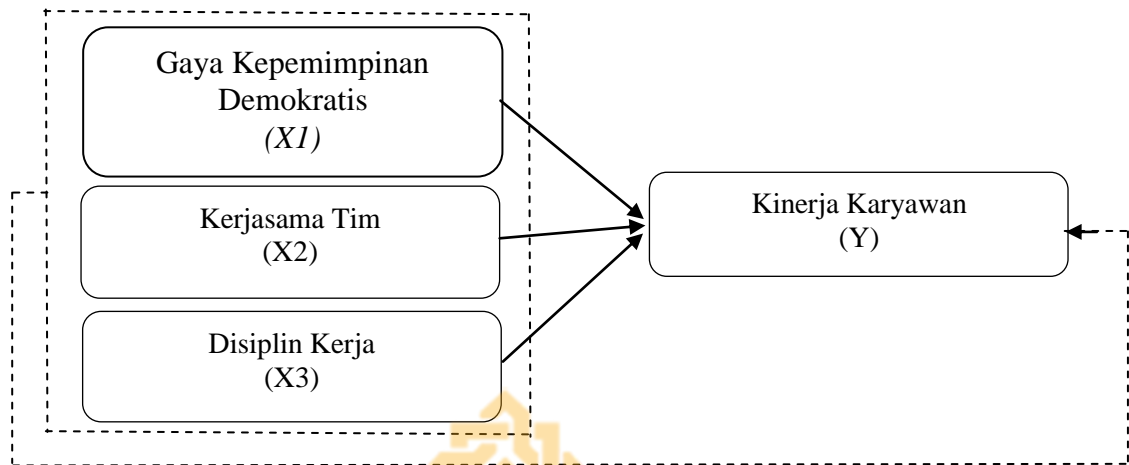 Gaya Kepemimpinan
Demokratis
(X1)
Kerjasama Tim
(X2)
Disiplin Kerja
(X3)
Kinerja Karyawan
(Y)